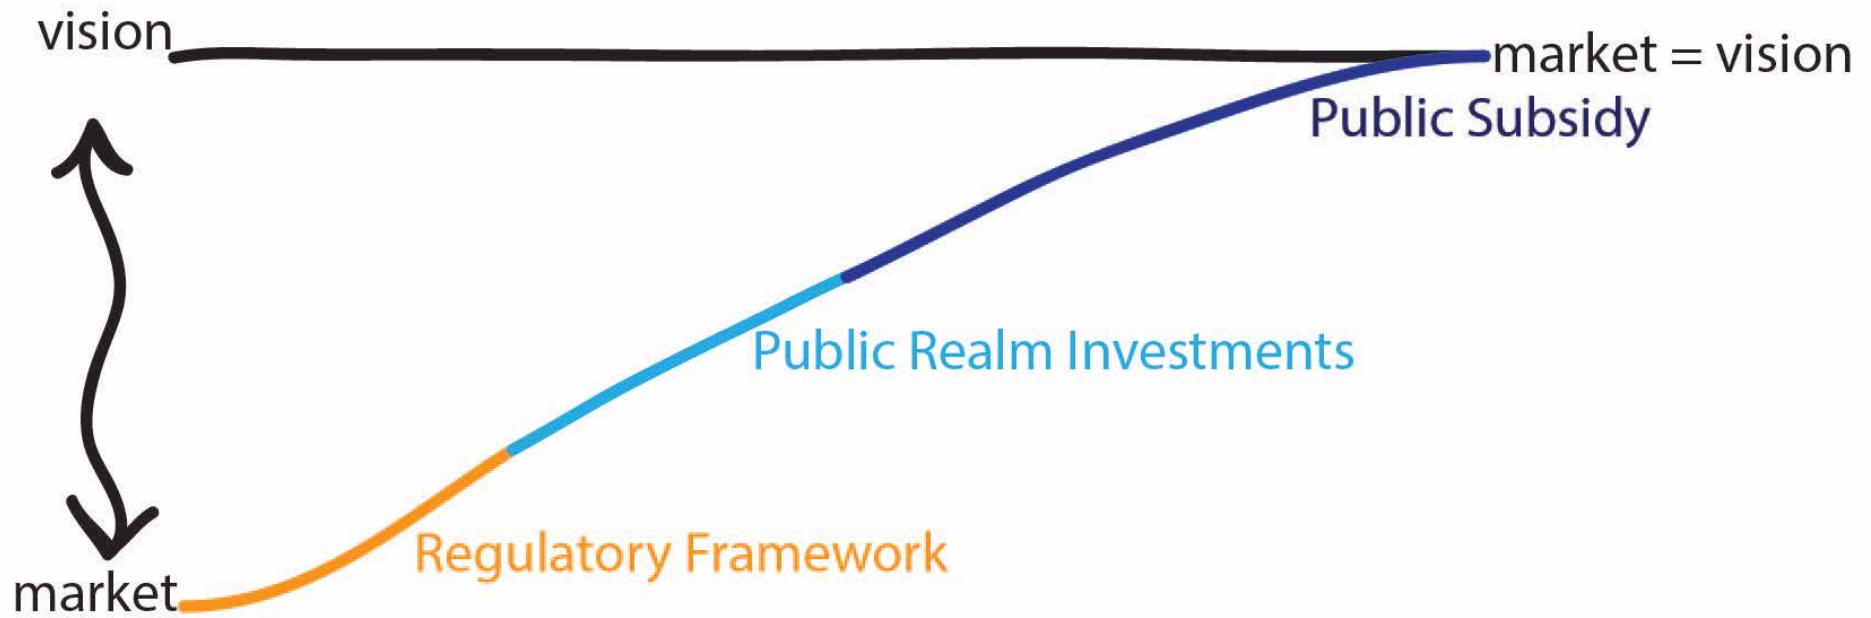 vision
market = vision
Public Subsidy
Public Realm Investments
Regulatory Framework
market